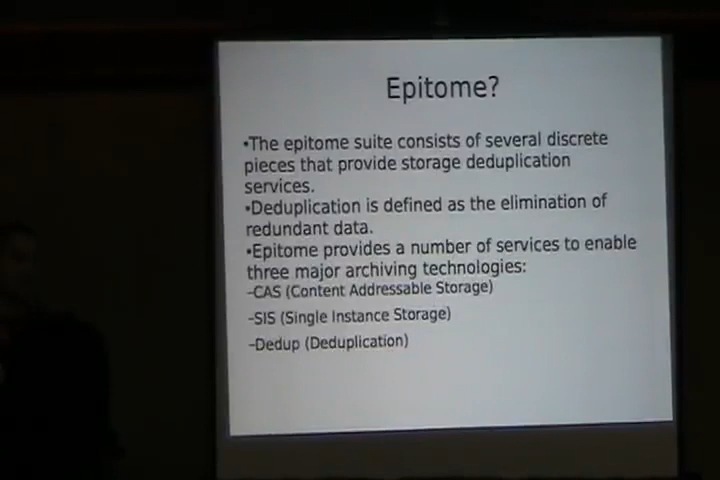 Epitome?
•The epitome suite consists of several discrete
pieces that provide storage deduplication
services.
•Deduplication is defined as the elimination of
redundant data.
•Epitome provides a number of services to enable
three major archiving technologies:
–CAS (Content Addressable Storage)
–SIS (Single Instance Storage)
–Dedup (Deduplication)